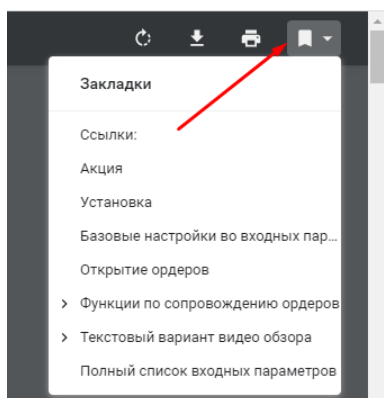 Закладки
Ссылки:
Акция
Установка
Базовые настройки во входных пар...
Открытие ордеров
Функции по сопровождению ордеров
Текстовый вариант видео обзора
Полный список входных параметров